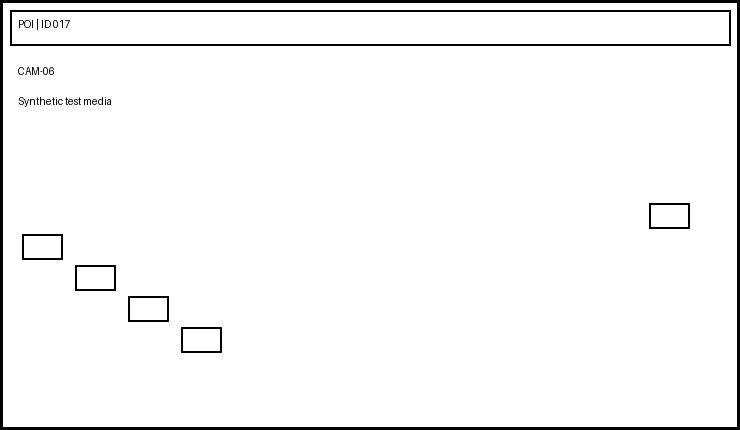 POI | ID 017
CAM-06
Synthetic test media